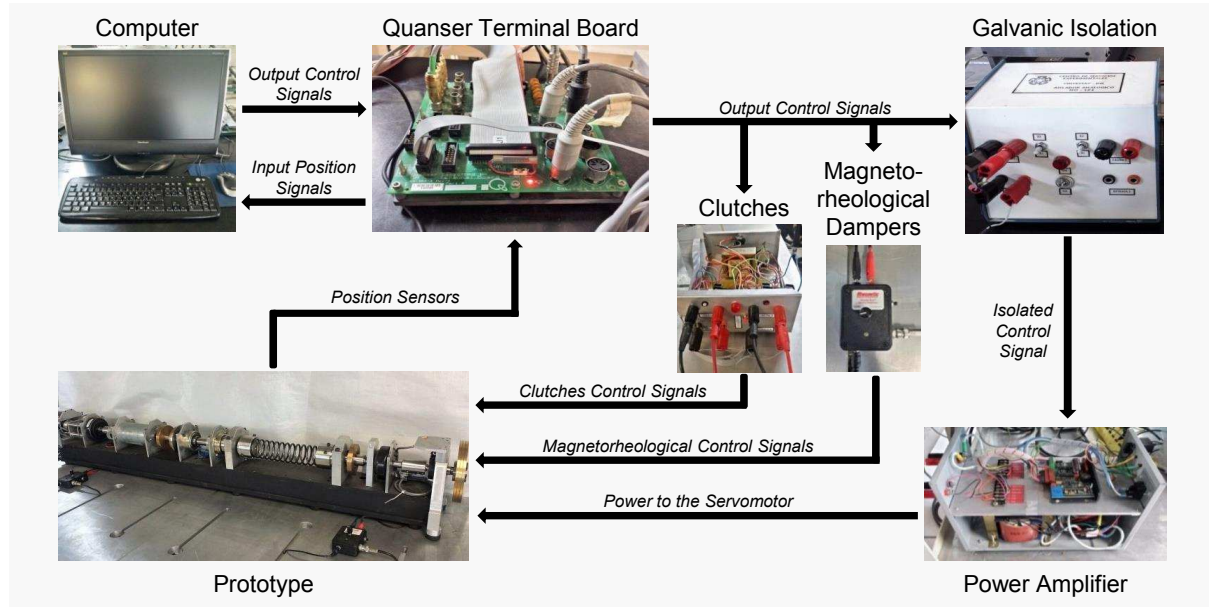 Computer
Quanser Terminal Board
Galvanic Isolation
Output Control
Signals
Input Position
Signals
Output Control Signals
Clutches
Magneto-
rheological
Dampers
Position Sensors
Isolated
Control
Signal
Clutches Control Signals
Magnetorheological Control Signals
Power to the Servomotor
Prototype
Power Amplifier